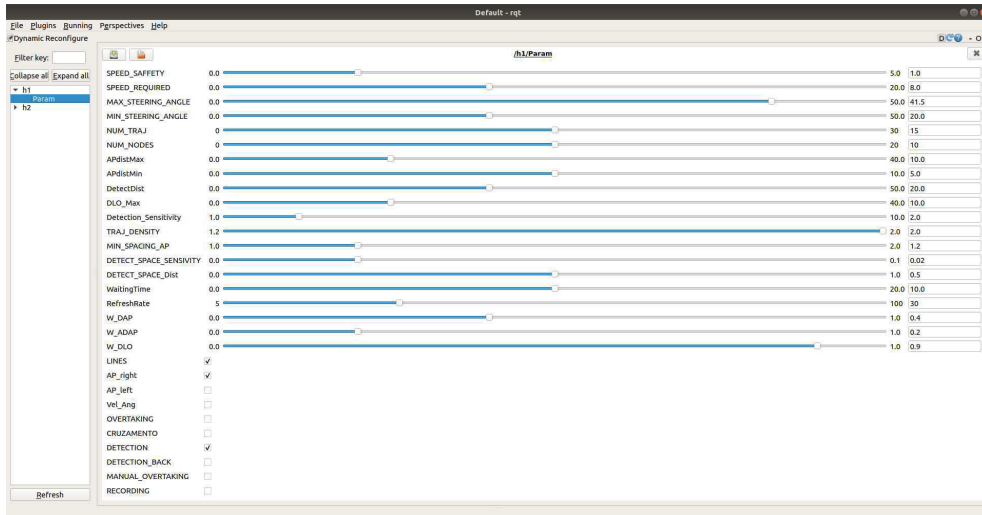 Default - rqt
File Plugins Running Perspectives Help
Dynamic Reconfigure
D - O
Filter key:
/h1/Param
Collapse all Expand all
h1
Param
h2
SPEED_SAFFETY 0.0 5.0 1.0
SPEED_REQUIRED 0.0 20.0 8.0
MAX_STEERING_ANGLE 0.0 50.0 41.5
MIN_STEERING_ANGLE 0.0 50.0 20.0
NUM_TRAJ 0 30 15
NUM_NODES 0 20 10
APdistMax 0.0 40.0 10.0
APdistMin 0.0 10.0 5.0
DetectDist 0.0 50.0 20.0
DLO_Max 0.0 40.0 10.0
Detection_Sensitivity 1.0 10.0 2.0
TRAJ_DENSITY 1.2 2.0 2.0
MIN_SPACING_AP 1.0 2.0 1.2
DETECT_SPACE_SENSIVITY 0.0 0.1 0.02
DETECT_SPACE_Dist 0.0 1.0 0.5
WaitingTime 0.0 20.0 10.0
RefreshRate 5 100 30
W_DAP 0.0 1.0 0.4
W_ADAP 0.0 1.0 0.2
W_DLO 0.0 1.0 0.9
LINES
AP_right
AP_left
Vel_Ang
OVERTAKING
CRUZAMENTO
DETECTION
DETECTION_BACK
MANUAL_OVERTAKING
RECORDING
Refresh